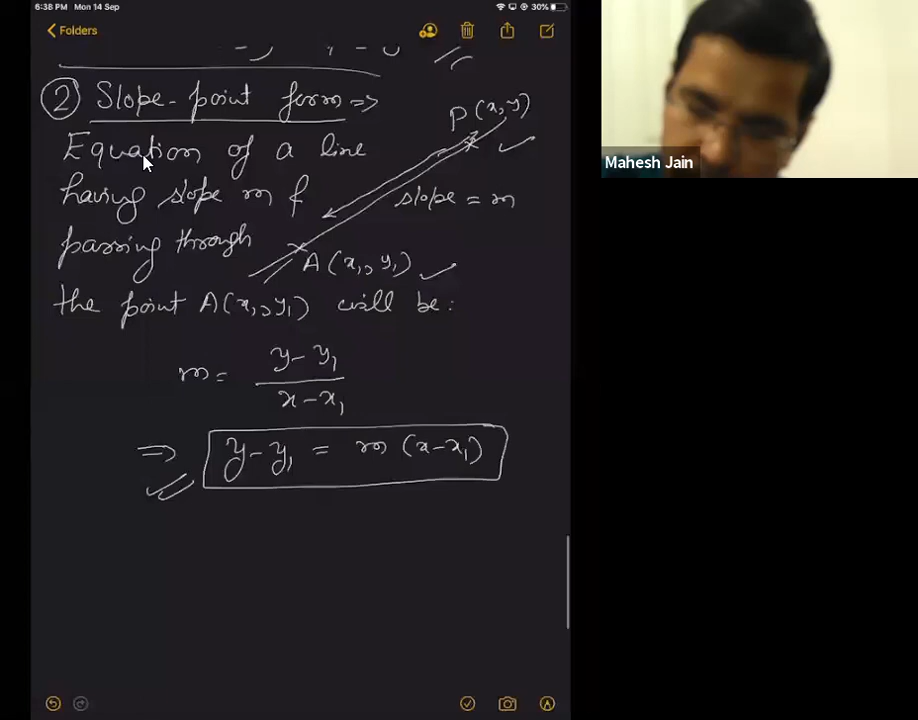 6:38 PM Mon 14 Sep
30%
Folders
② Slope-point form ⇒
P(x,y)
Equation of a line
having slope m &
slope = m
passing through
A(x₁, y₁)
the point A(x₁, y₁) will be:
m = y - y₁ / x - x₁
⇒ y - y₁ = m (x - x₁)
Mahesh Jain